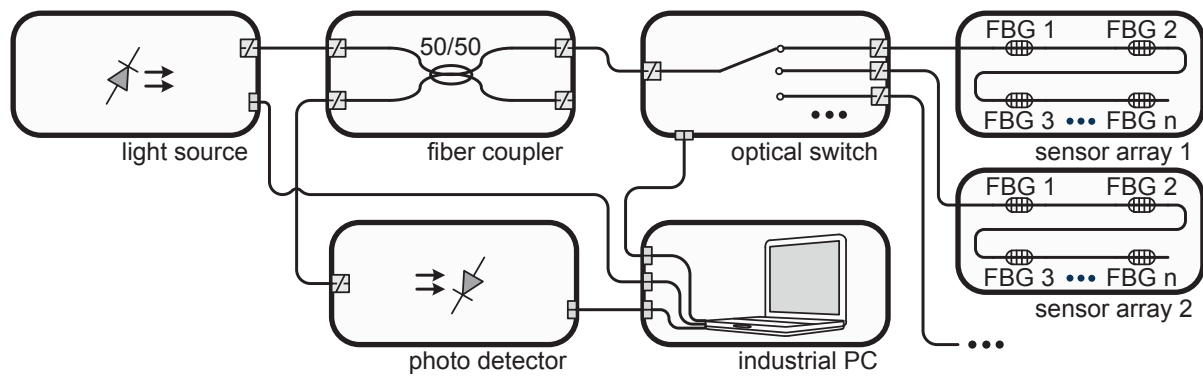 50/50
FBG 1 FBG 2
FBG 3 ••• FBG n
•••
light source
fiber coupler
optical switch
sensor array 1
FBG 1 FBG 2
FBG 3 ••• FBG n
sensor array 2
•••
photo detector
industrial PC